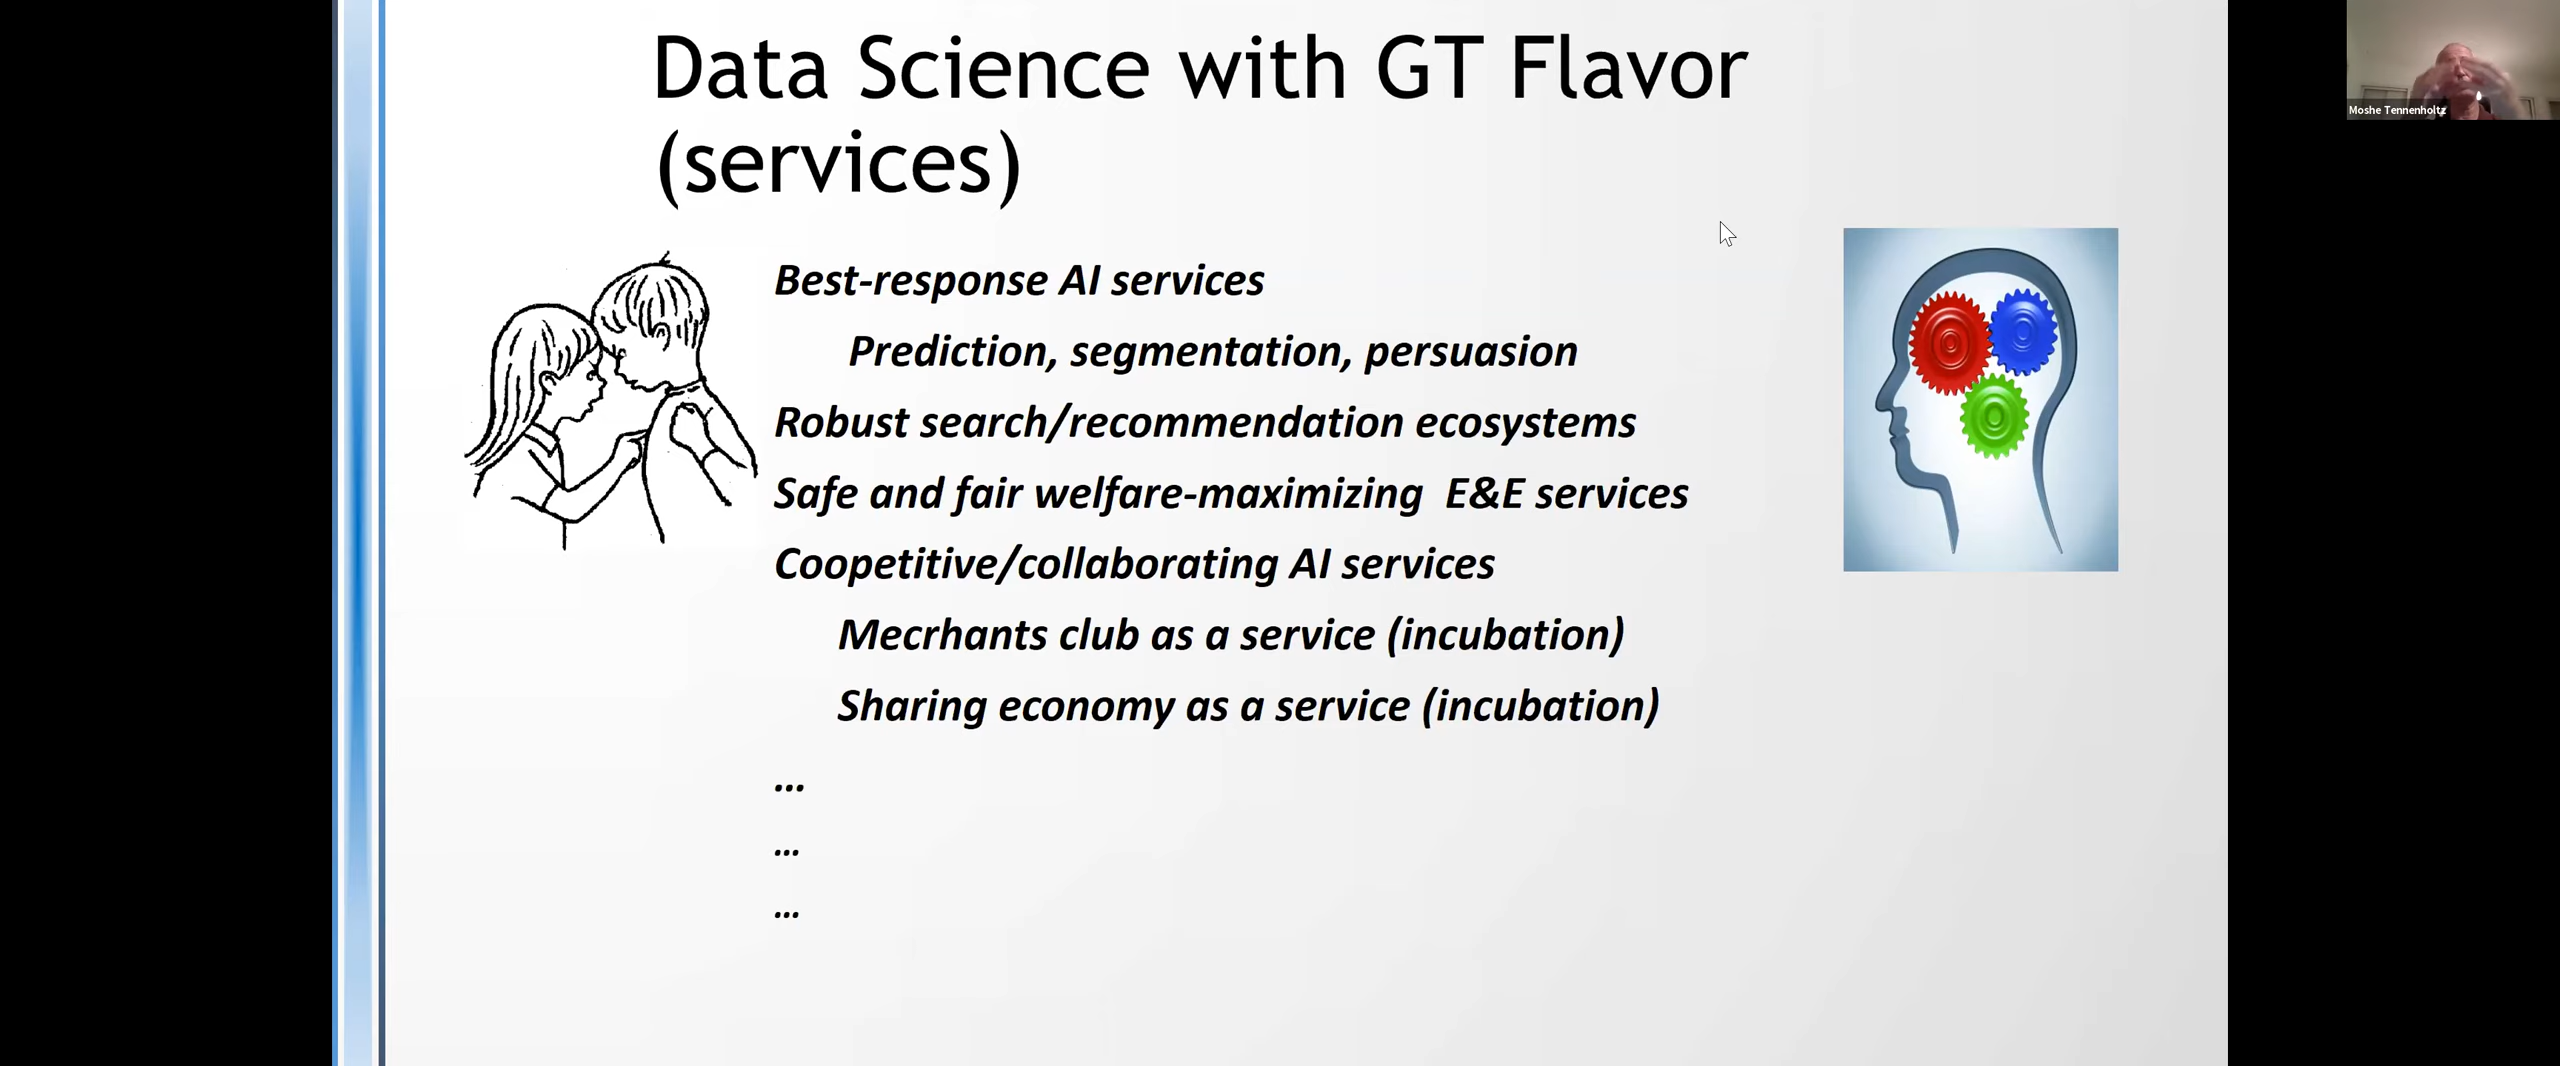 Data Science with GT Flavor
(services)
Moshe Tennenholtz
Best-response AI services
Prediction, segmentation, persuasion
Robust search/recommendation ecosystems
Safe and fair welfare-maximizing E&E services
Coopetitive/collaborating AI services
Mecrhants club as a service (incubation)
Sharing economy as a service (incubation)
...
...
...